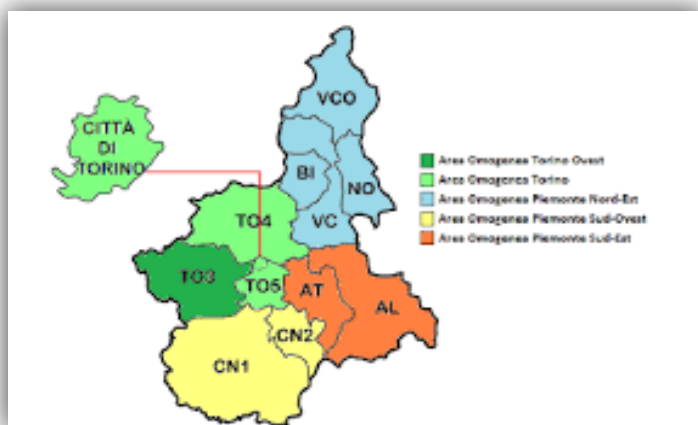 VCO
CITTÀ
DI
TORINO
BI
NO
VC
TO4
TO3
TO5
AT
AL
CN2
CN1
Area Omogenea Torino Ovest
Area Omogenea Torino
Area Omogenea Piemonte Nord-Est
Area Omogenea Piemonte Sud-Ovest
Area Omogenea Piemonte Sud-Est